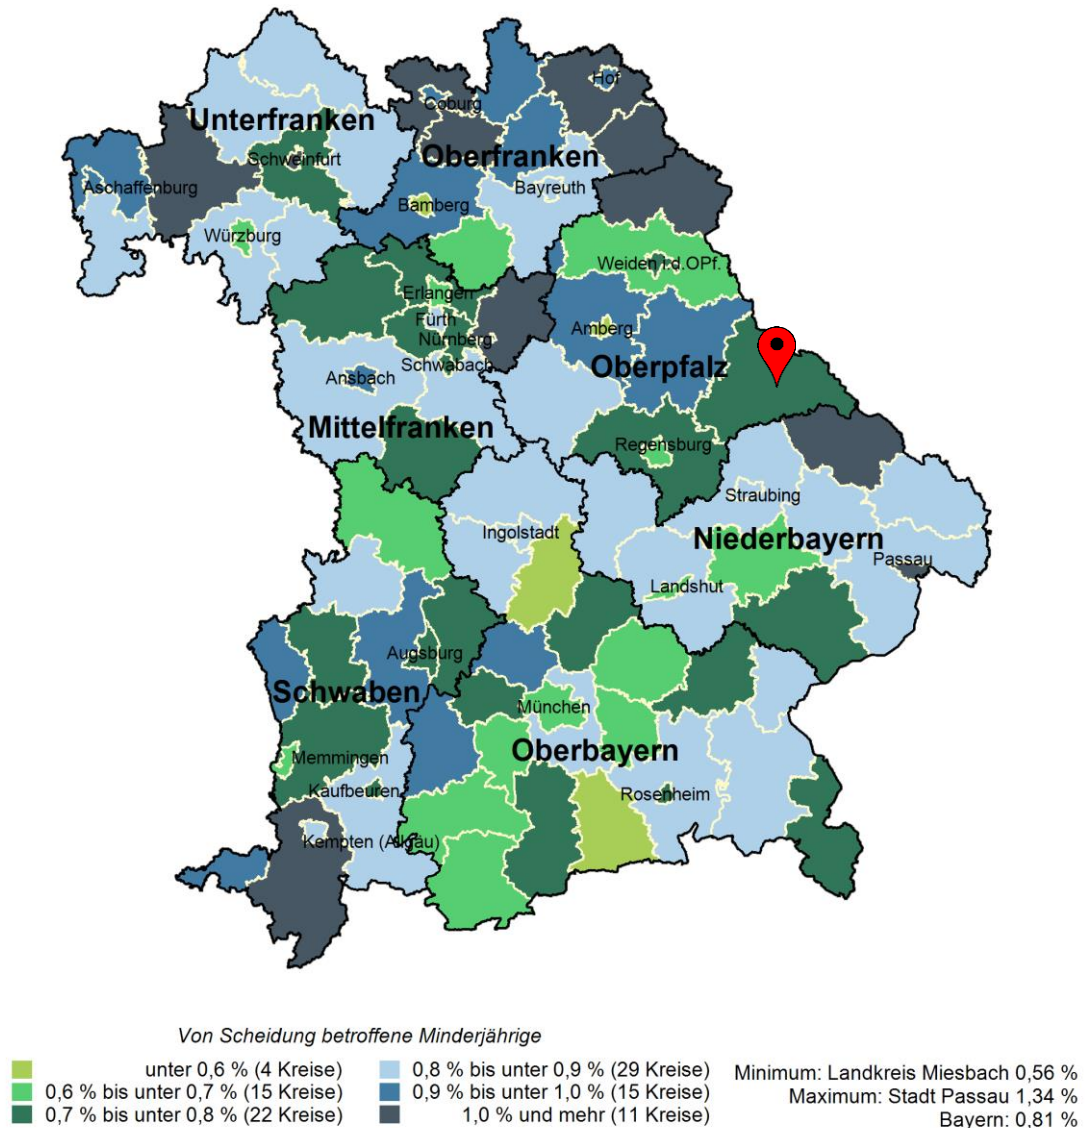 Hof
Coburg
Unterfranken
Oberfranken
Schweinfurt
Aschaffenburg
Bayreuth
Bamberg
Würzburg
Weiden i.d.OPf.
Erlangen
Fürth
Amberg
Nürnberg
Schwabach
Oberpfalz
Ansbach
Mittelfranken
Regensburg
Straubing
Ingolstadt
Niederbayern
Passau
Landshut
Augsburg
Schwaben
München
Oberbayern
Memmingen
Kaufbeuren
Rosenheim
Kempten (Allgäu)
Von Scheidung betroffene Minderjährige
unter 0,6 % (4 Kreise)
0,6 % bis unter 0,7 % (15 Kreise)
0,7 % bis unter 0,8 % (22 Kreise)
0,8 % bis unter 0,9 % (29 Kreise)
0,9 % bis unter 1,0 % (15 Kreise)
1,0 % und mehr (11 Kreise)
Minimum: Landkreis Miesbach 0,56 %
Maximum: Stadt Passau 1,34 %
Bayern: 0,81 %